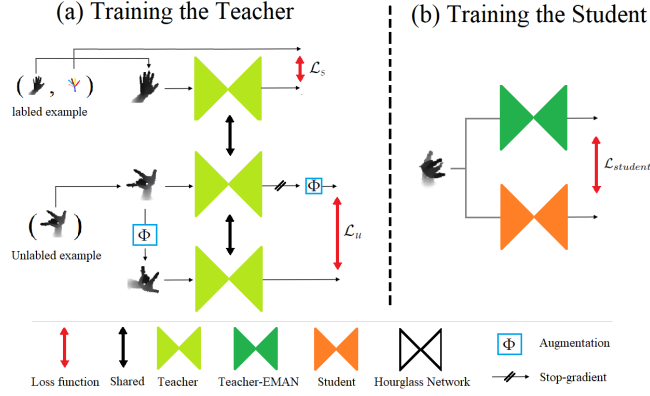 (a) Training the Teacher
(b) Training the Student
( , )
labled example
ℒs
Φ
( )
Φ
Unlabled example
ℒu
ℒstudent
Loss function
Shared
Teacher
Teacher-EMAN
Student
Hourglass Network
Φ
Augmentation
Stop-gradient